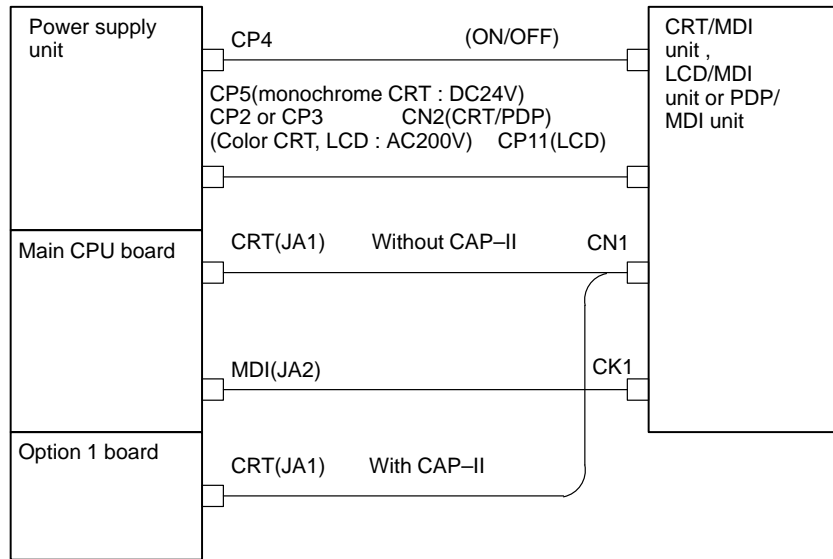 Power supply
unit
CP4
(ON/OFF)
CRT/MDI
unit ,
LCD/MDI
unit or PDP/
MDI unit
CP5(monochrome CRT : DC24V)
CP2 or CP3 CN2(CRT/PDP)
(Color CRT, LCD : AC200V) CP11(LCD)
Main CPU board
CRT(JA1) Without CAP–II CN1
MDI(JA2) CK1
Option 1 board
CRT(JA1) With CAP–II